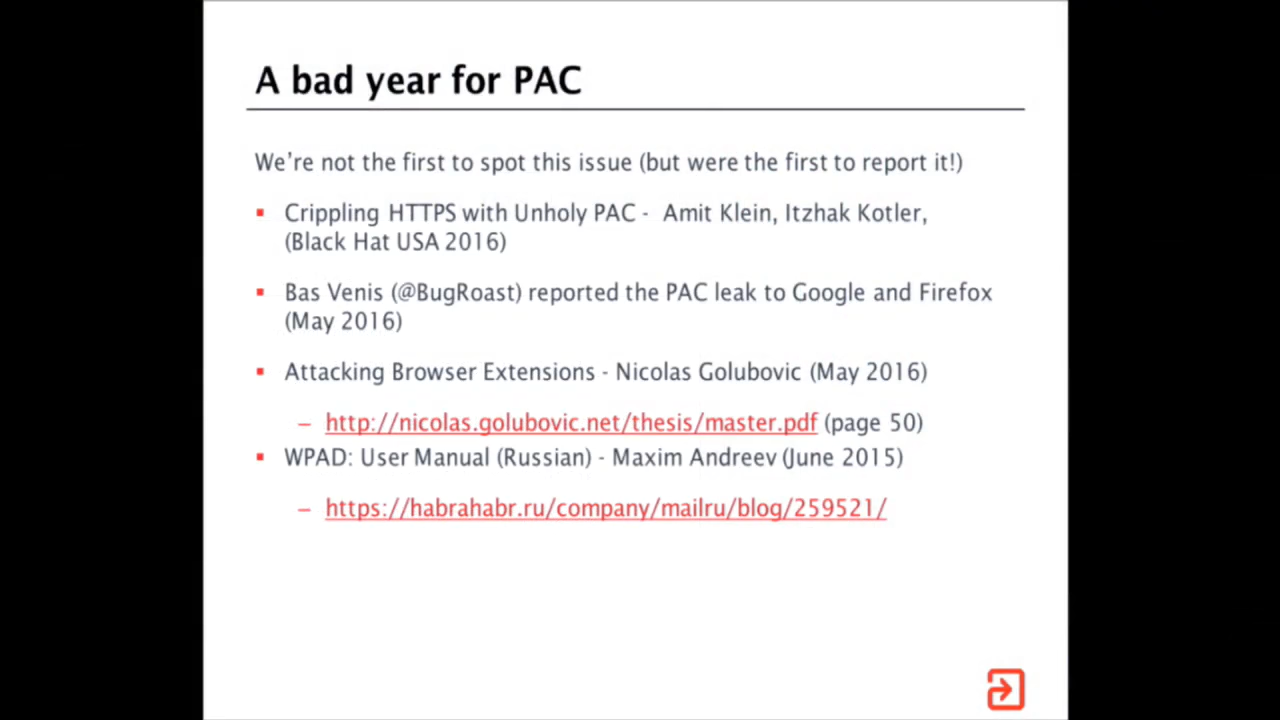 A bad year for PAC
We're not the first to spot this issue (but were the first to report it!)
▪ Crippling HTTPS with Unholy PAC -  Amit Klein, Itzhak Kotler,
(Black Hat USA 2016)
▪ Bas Venis (@BugRoast) reported the PAC leak to Google and Firefox
(May 2016)
▪ Attacking Browser Extensions - Nicolas Golubovic (May 2016)
– http://nicolas.golubovic.net/thesis/master.pdf (page 50)
▪ WPAD: User Manual (Russian) - Maxim Andreev (June 2015)
– https://habrahabr.ru/company/mailru/blog/259521/